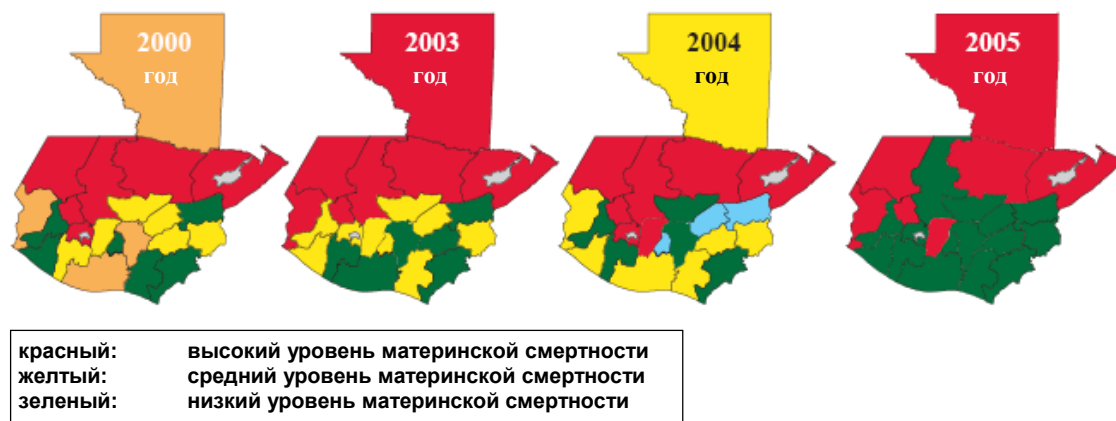 2000
год
2003
год
2004
год
2005
год
красный: высокий уровень материнской смертности
желтый: средний уровень материнской смертности
зеленый: низкий уровень материнской смертности